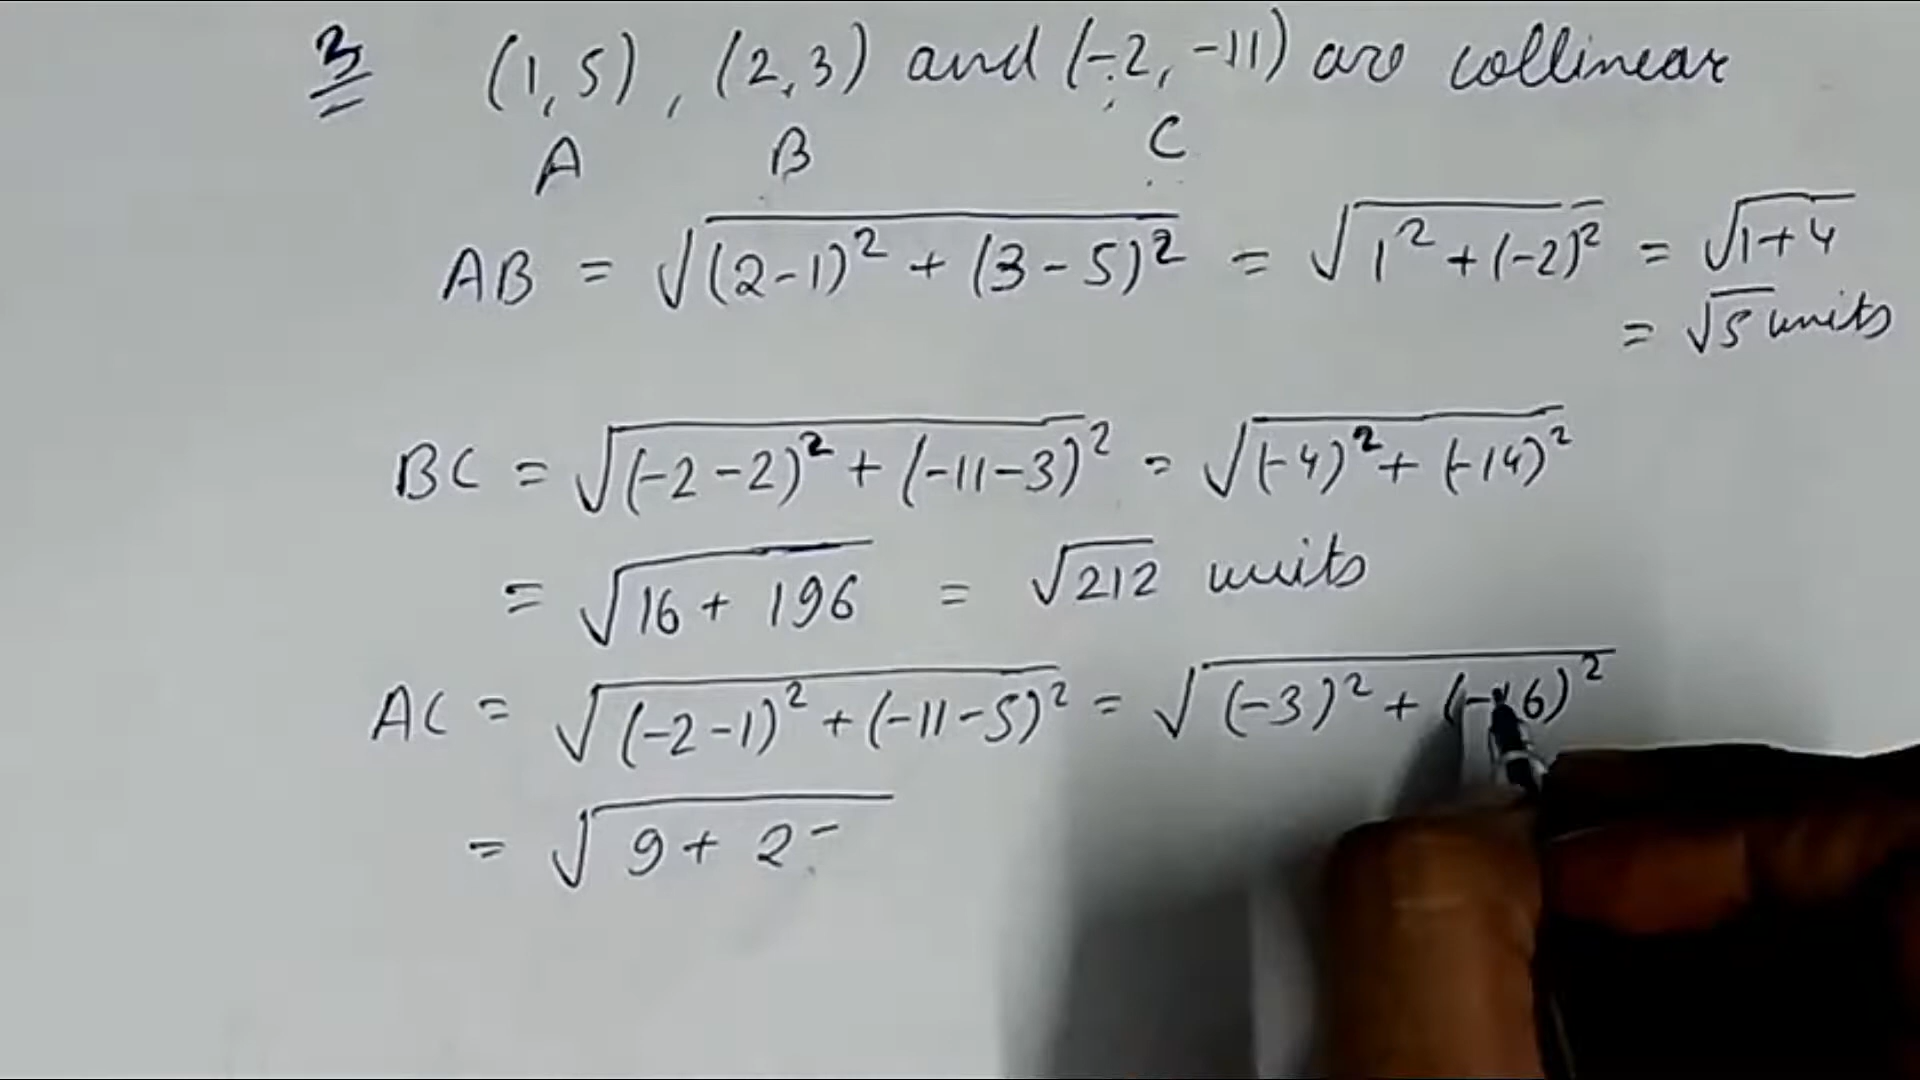 3 (1,5), (2,3) and (-2, -11) are collinear
A B C
AB = √(2-1)² + (3-5)² = √1² + (-2)² = √1+4
= √5 units
BC = √(-2-2)² + (-11-3)² = √(-4)² + (-14)²
= √16 + 196 = √212 units
AC = √(-2-1)² + (-11-5)² = √(-3)² + (-16)²
= √9 + 2